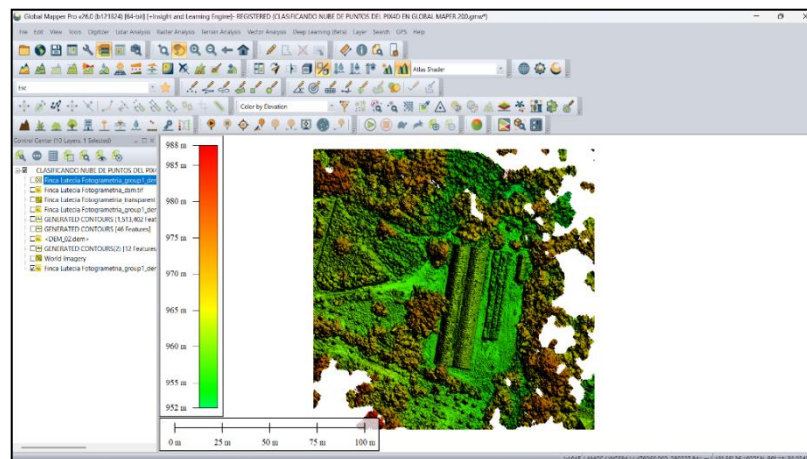 Global Mapper Pro v26.0 (b121824) [64-bit] [+Insight and Learning Engine]- REGISTERED (CLASIFICANDO NUBE DE PUNTOS DEL PIX4D EN GLOBAL MAPER 200.gmw*)
File Edit View Tools Digitizer Lidar Analysis Raster Analysis Terrain Analysis Vector Analysis Deep Learning (Beta) Layer Search GPS Help
Atlas Shader
Esc
Color by Elevation
Control Center (10 Layers, 1 Selected)
CLASIFICANDO NUBE DE PUNTOS DEL PIX4
Finca Lutecia Fotogrametria_group1_der
Finca Lutecia Fotogrametria_dsm.tif
Finca Lutecia Fotogrametria_transparent
Finca Lutecia Fotogrametria_group1_der
GENERATED CONTOURS [1,511,402 Feat
GENERATED CONTOURS [46 Features]
<DEM_02.dem>
GENERATED CONTOURS(2) [12 Features
World Imagery
Finca Lutecia Fotogrametria_group1_der
988 m
985 m
980 m
975 m
970 m
965 m
960 m
955 m
952 m
0 m 25 m 50 m 75 m 100 m